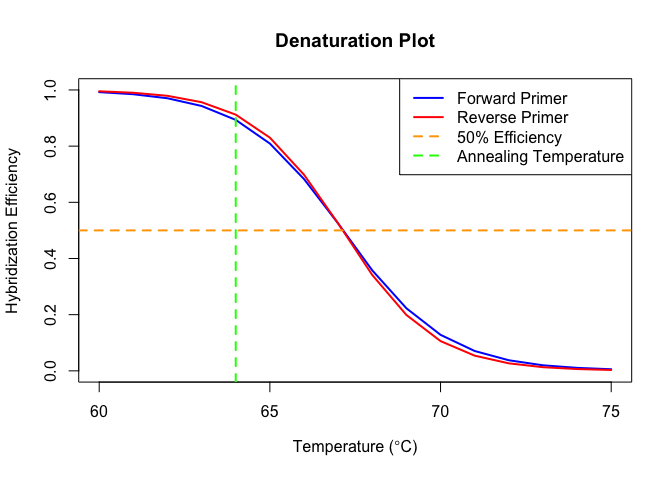 Denaturation Plot
Forward Primer
Reverse Primer
50% Efficiency
Annealing Temperature
Hybridization Efficiency
1.0
0.8
0.6
0.4
0.2
0.0
60 65 70 75
Temperature (°C)